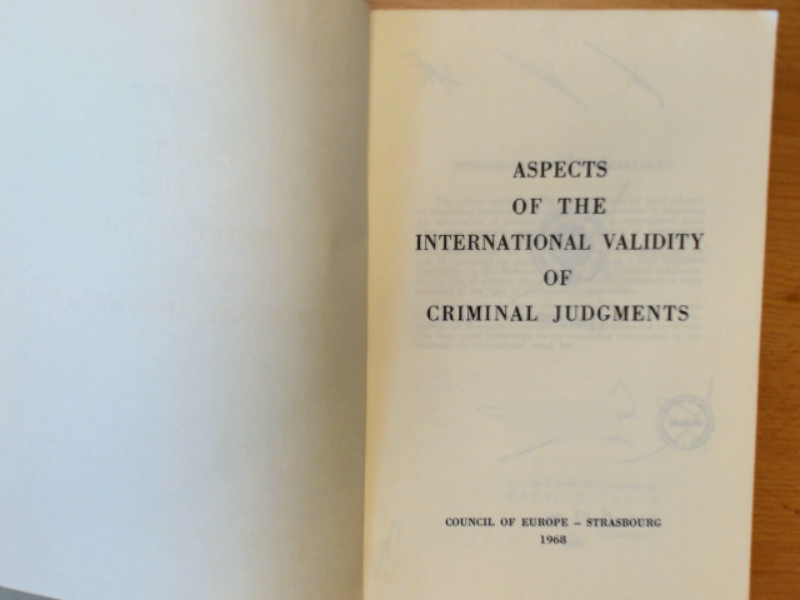 ASPECTS
OF THE
INTERNATIONAL VALIDITY
OF
CRIMINAL JUDGMENTS
COUNCIL OF EUROPE – STRASBOURG
1968